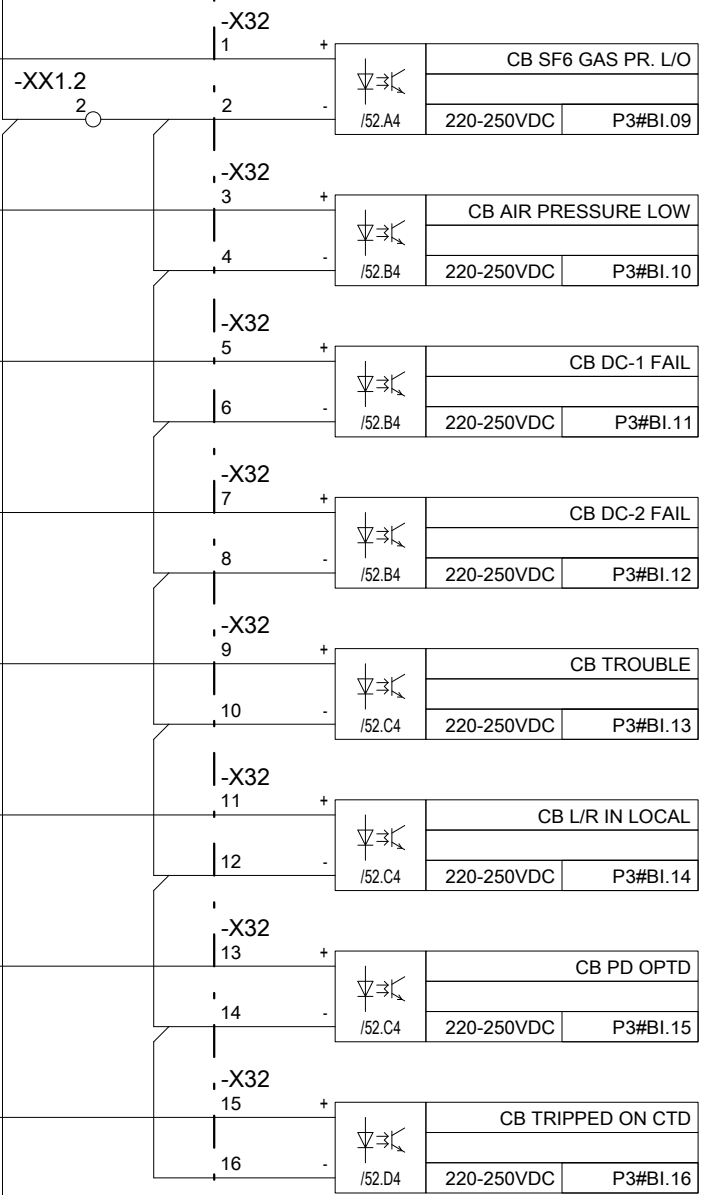 -X32
1 + CB SF6 GAS PR. L/O
-XX1.2
2 2 - /52.A4 220-250VDC P3#BI.09
-X32
3 + CB AIR PRESSURE LOW
4 - /52.B4 220-250VDC P3#BI.10
-X32
5 + CB DC-1 FAIL
6 - /52.B4 220-250VDC P3#BI.11
-X32
7 + CB DC-2 FAIL
8 - /52.B4 220-250VDC P3#BI.12
-X32
9 + CB TROUBLE
10 - /52.C4 220-250VDC P3#BI.13
-X32
11 + CB L/R IN LOCAL
12 - /52.C4 220-250VDC P3#BI.14
-X32
13 + CB PD OPTD
14 - /52.C4 220-250VDC P3#BI.15
-X32
15 + CB TRIPPED ON CTD
16 - /52.D4 220-250VDC P3#BI.16